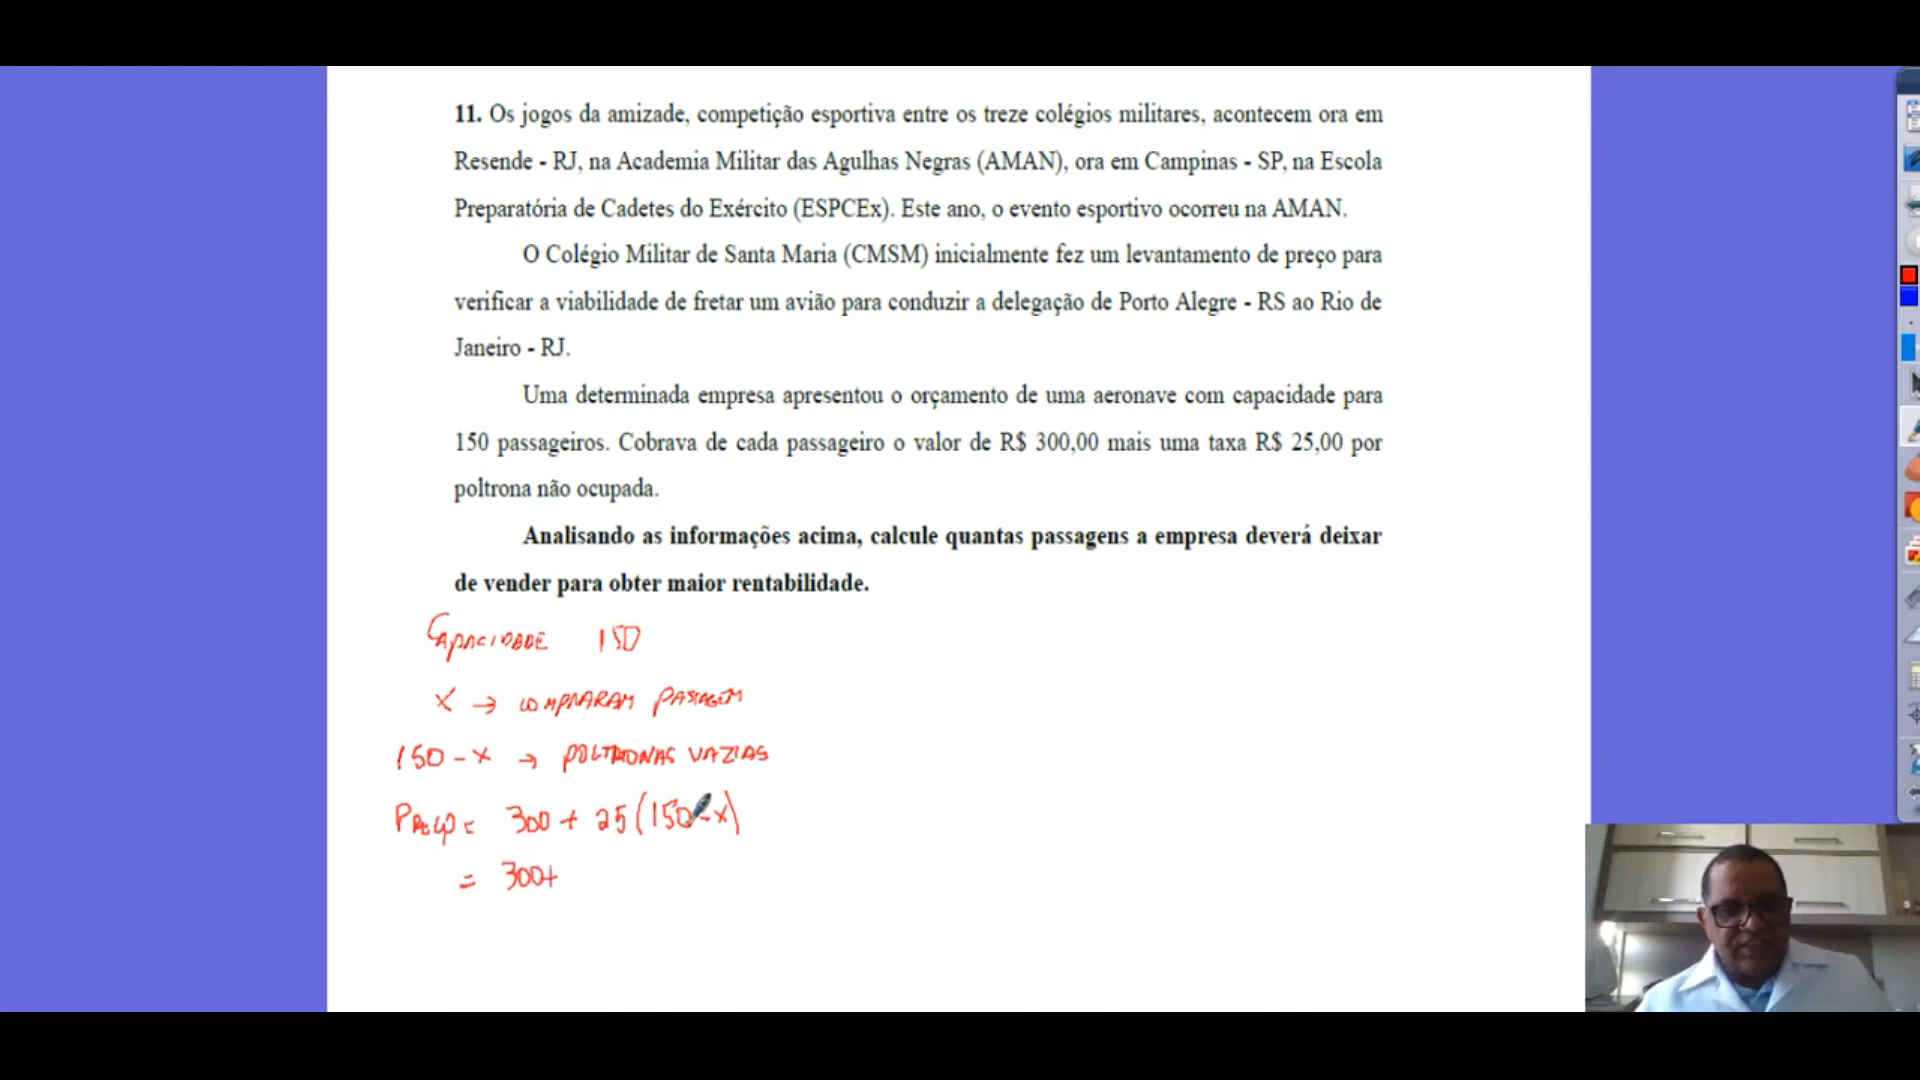 11. Os jogos da amizade, competição esportiva entre os treze colégios militares, acontecem ora em
Resende - RJ, na Academia Militar das Agulhas Negras (AMAN), ora em Campinas - SP, na Escola
Preparatória de Cadetes do Exército (ESPCEx). Este ano, o evento esportivo ocorreu na AMAN.
O Colégio Militar de Santa Maria (CMSM) inicialmente fez um levantamento de preço para
verificar a viabilidade de fretar um avião para conduzir a delegação de Porto Alegre - RS ao Rio de
Janeiro - RJ.
Uma determinada empresa apresentou o orçamento de uma aeronave com capacidade para
150 passageiros. Cobrava de cada passageiro o valor de R$ 300,00 mais uma taxa R$ 25,00 por
poltrona não ocupada.
Analisando as informações acima, calcule quantas passagens a empresa deverá deixar
de vender para obter maior rentabilidade.
CAPACIDADE 150
X → COMPRARAM PASSAGEM
150 - X → POLTRONAS VAZIAS
PREÇO = 300 + 25 (150 - X)
= 300+